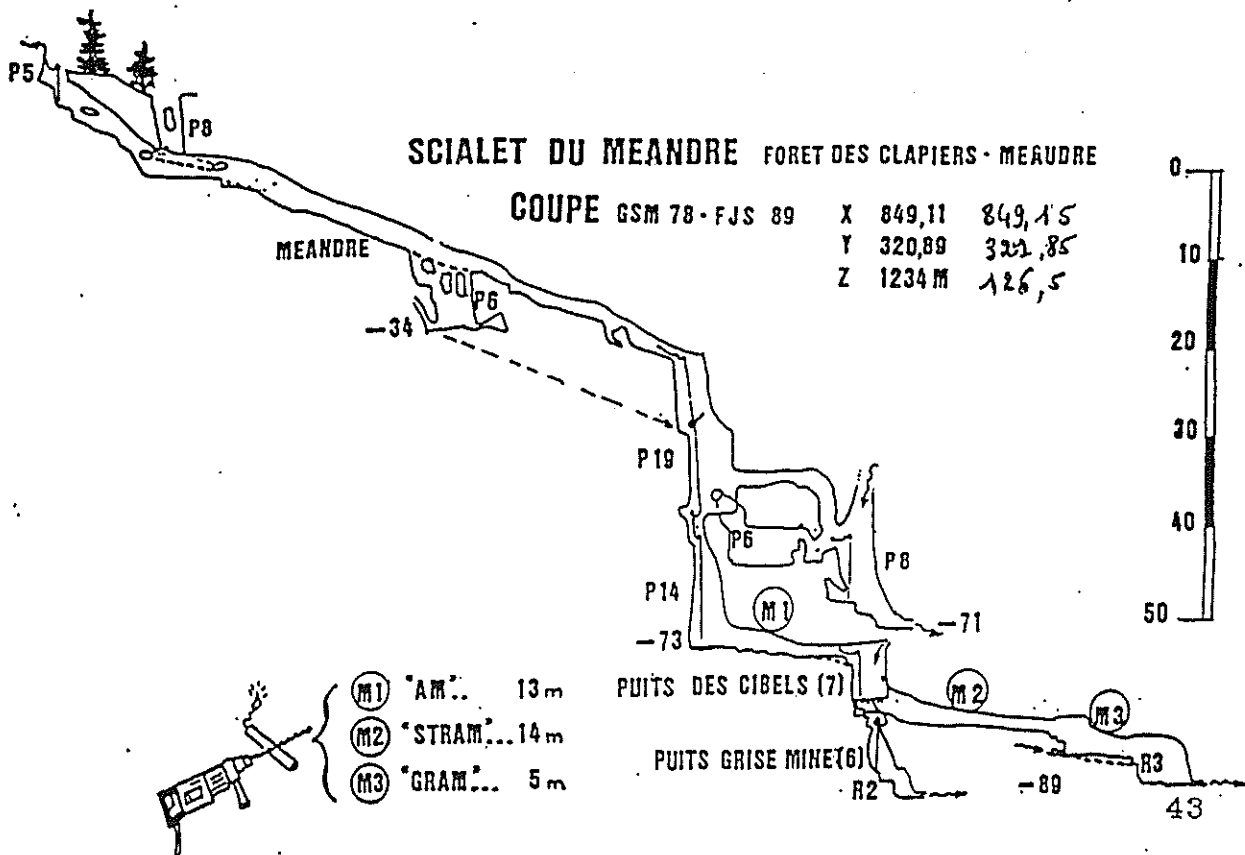 P5
P8
SCIALET DU MEANDRE FORET DES CLAPIERS · MEAUDRE
COUPE GSM 78 · FJS 89
X 849,11 849,15
Y 320,89
Z 1234 M 126,5
0
10
20
30
40
50
MEANDRE
P6
—34
P19
P6
P8
P14
M1
—71
—73
PUITS DES CIBELS (7)
M2
M3
PUITS GRISE MINE (6)
R2
R3
—89
M1 "AM".. 13 m
M2 "STRAM"...14 m
M3 "GRAM"... 5 m
43